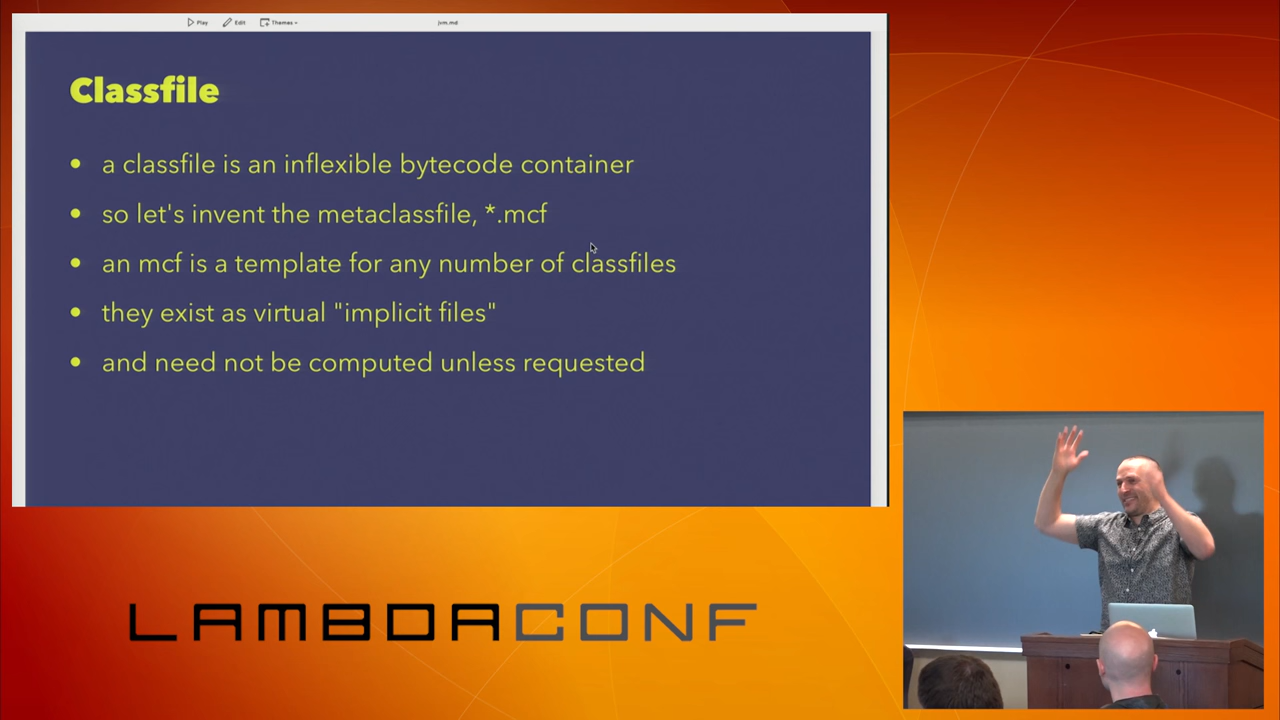 Play Edit Themes jvm.md
Classfile
• a classfile is an inflexible bytecode container
• so let's invent the metaclassfile, *.mcf
• an mcf is a template for any number of classfiles
• they exist as virtual "implicit files"
• and need not be computed unless requested
LAMBDACONF